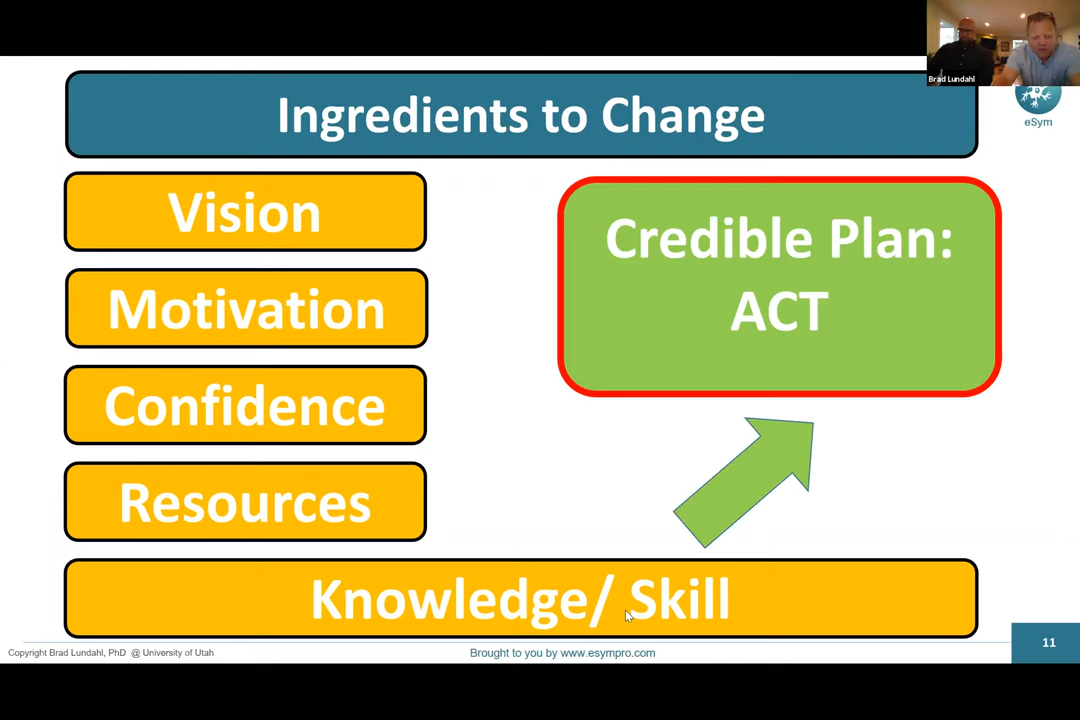 Brad Lundahl
eSym
Ingredients to Change
Vision
Motivation
Confidence
Resources
Knowledge/ Skill
Credible Plan:
ACT
11
Copyright Brad Lundahl, PhD @ University of Utah
Brought to you by www.esympro.com